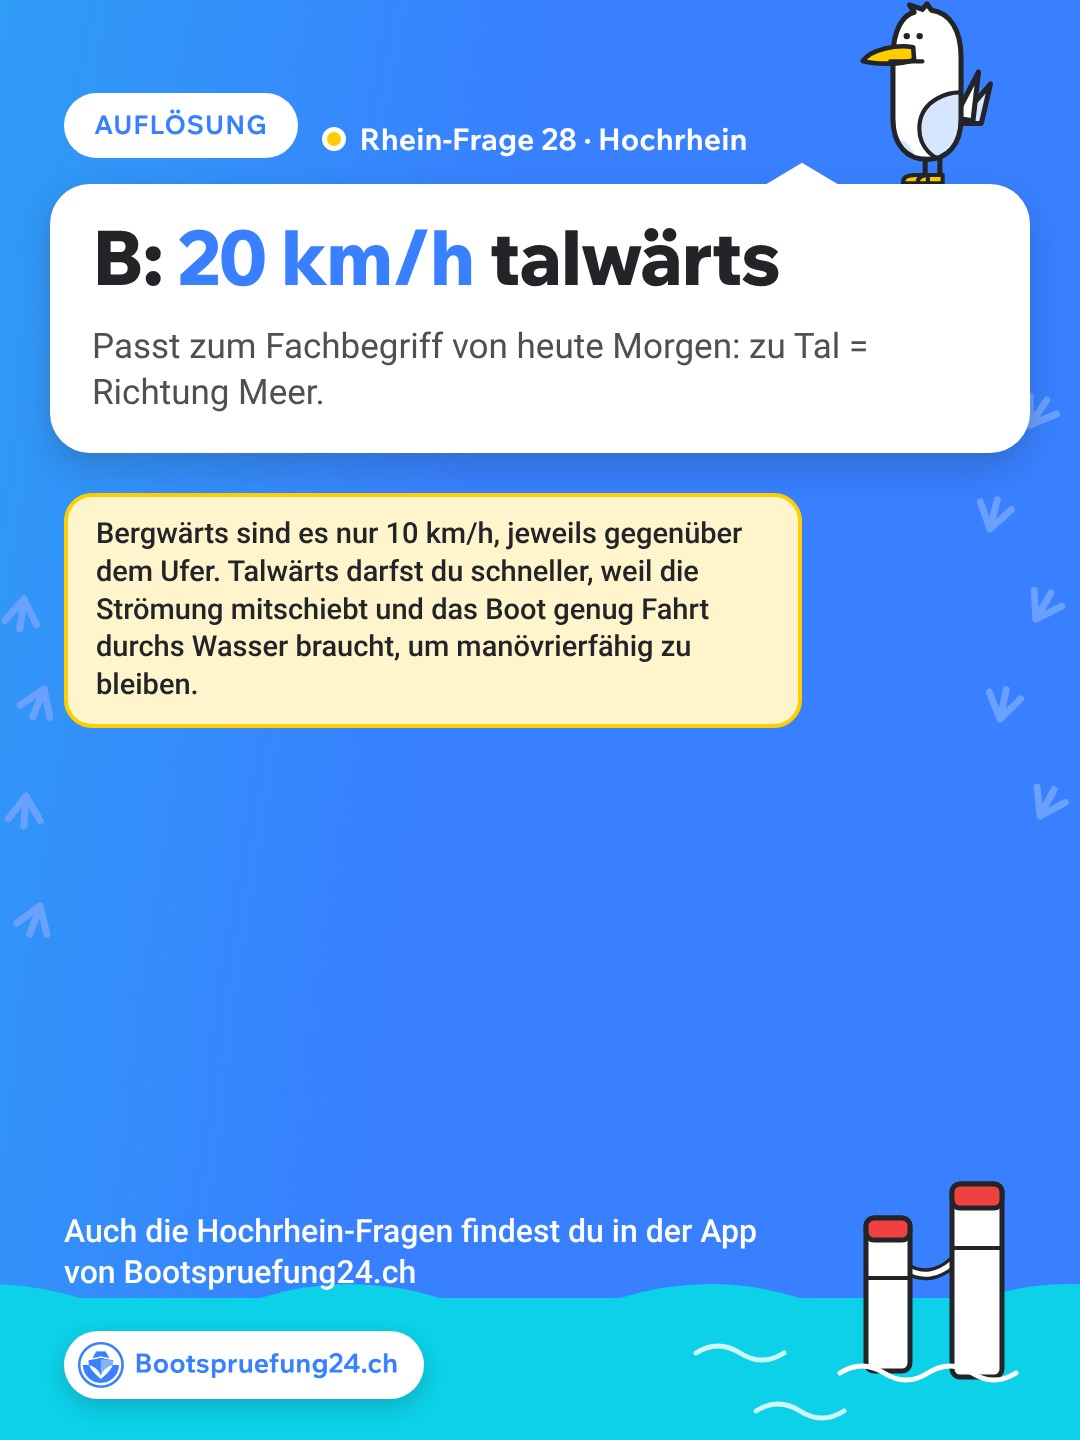 AUFLÖSUNG
Rhein-Frage 28 · Hochrhein
B: 20 km/h talwärts
Passt zum Fachbegriff von heute Morgen: zu Tal =
Richtung Meer.
Bergwärts sind es nur 10 km/h, jeweils gegenüber
dem Ufer. Talwärts darfst du schneller, weil die
Strömung mitschiebt und das Boot genug Fahrt
durchs Wasser braucht, um manövrierfähig zu
bleiben.
Auch die Hochrhein-Fragen findest du in der App
von Bootspruefung24.ch
Bootspruefung24.ch